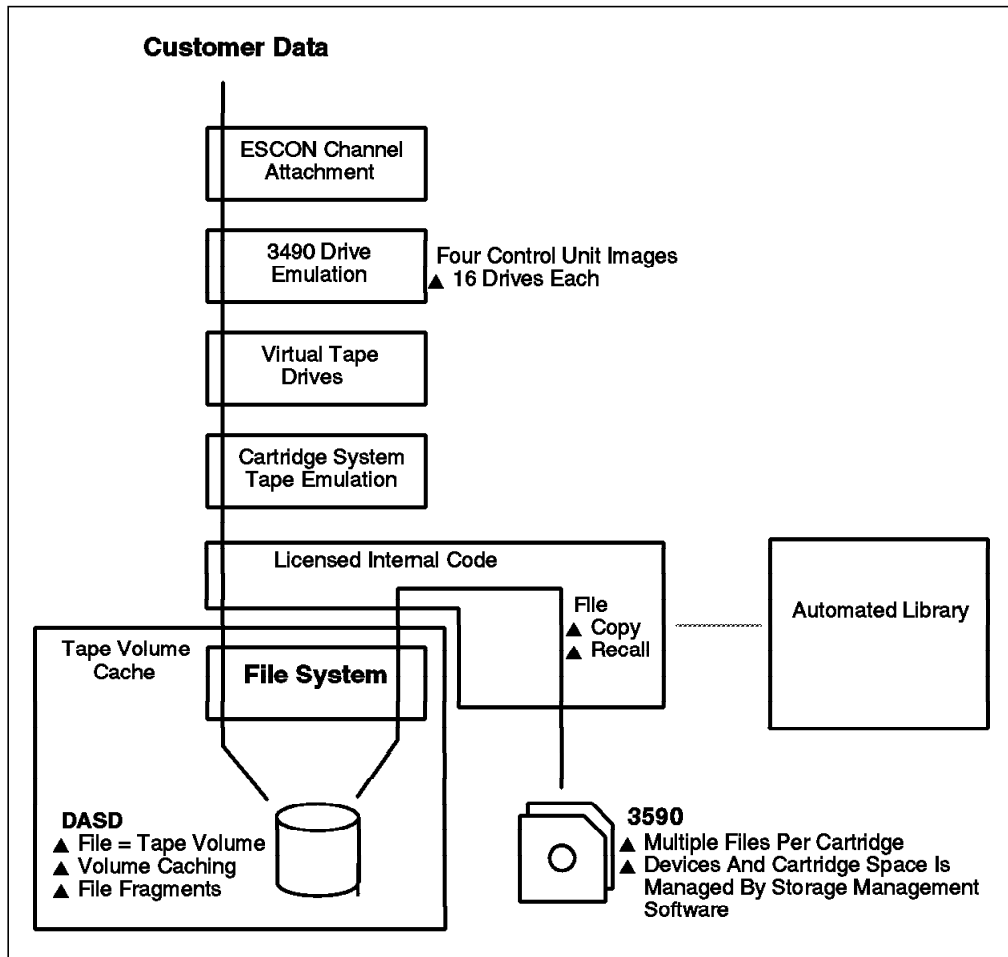 Customer Data
ESCON Channel
Attachment
3490 Drive
Emulation
Four Control Unit Images
▲ 16 Drives Each
Virtual Tape
Drives
Cartridge System
Tape Emulation
Licensed Internal Code
File
▲ Copy
▲ Recall
Automated Library
Tape Volume
Cache
File System
DASD
▲ File = Tape Volume
▲ Volume Caching
▲ File Fragments
3590
▲ Multiple Files Per Cartridge
▲ Devices And Cartridge Space Is
Managed By Storage Management
Software